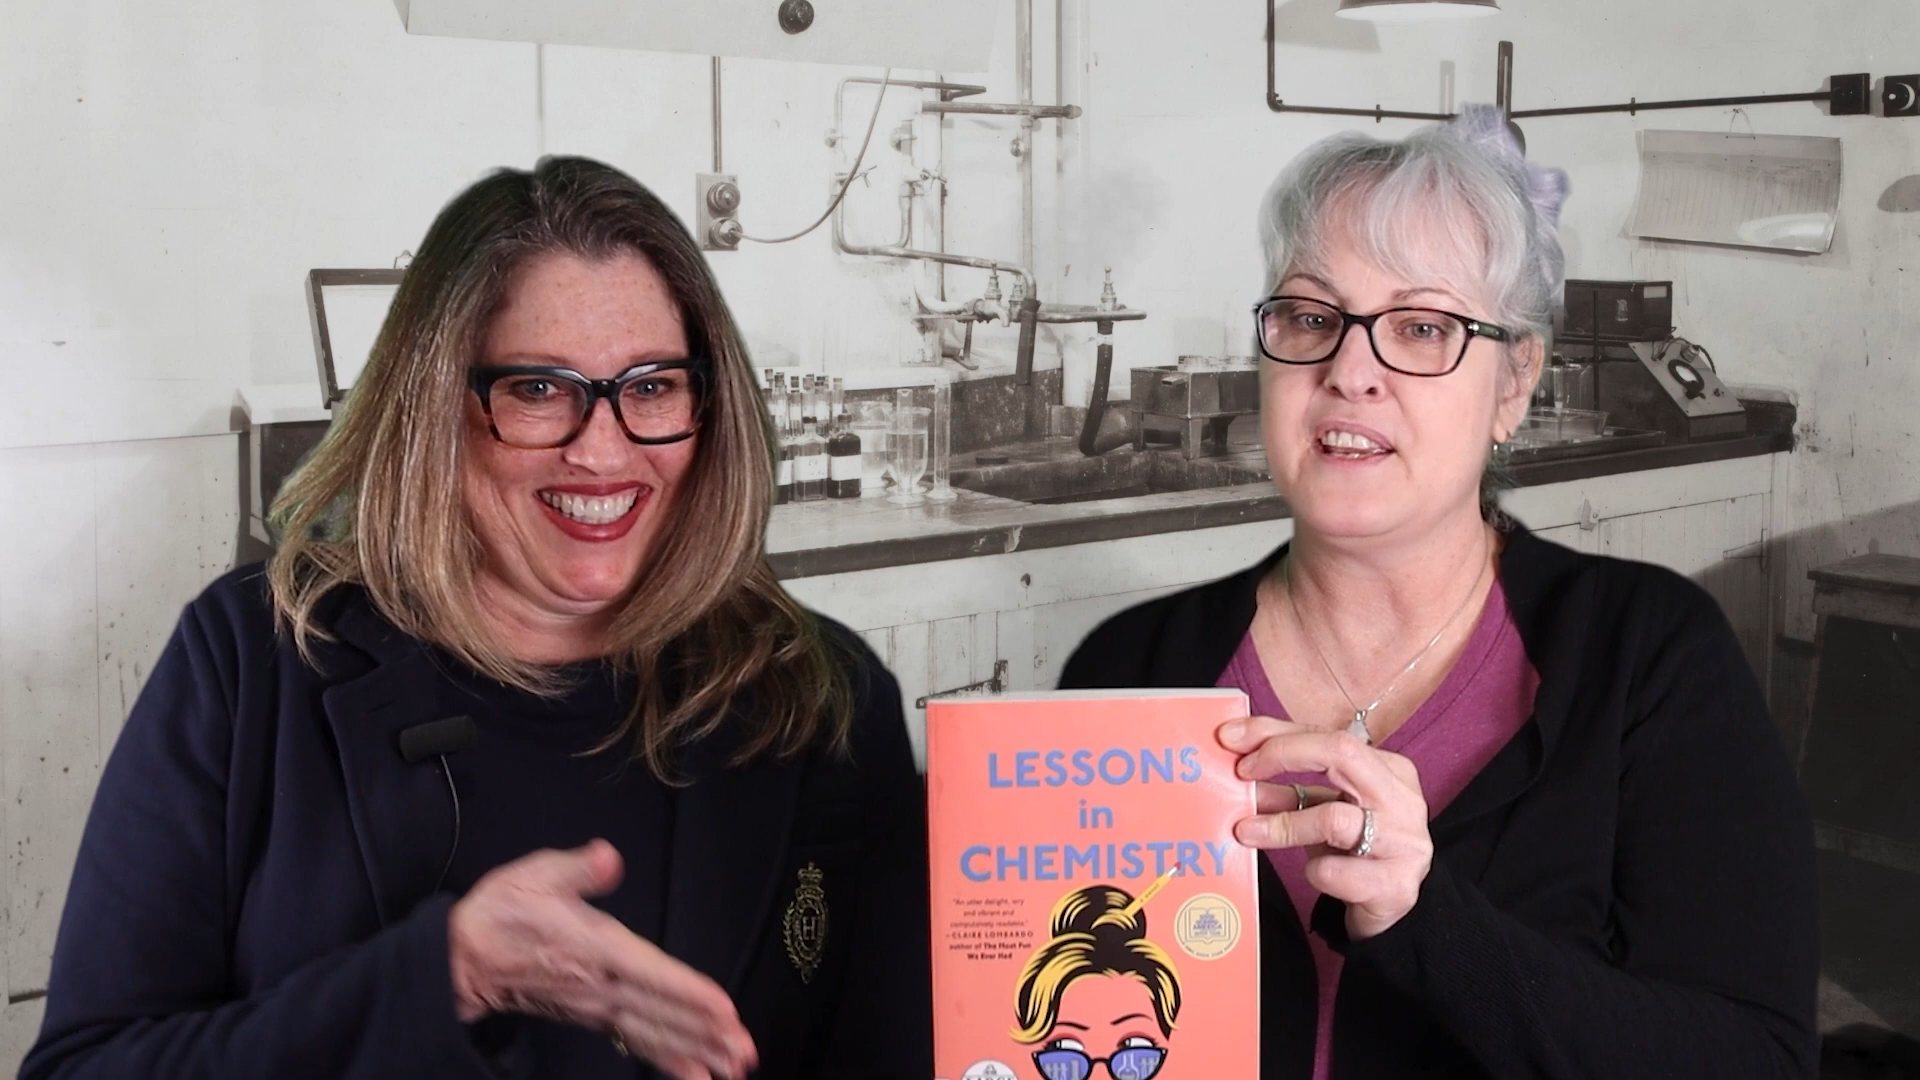 LESSONS
in
CHEMISTRY
"An utter delight, wry
and vibrant and
compulsively readable."
—CLAIRE LOMBARDO
author of The Most Fun
We Ever Had
H